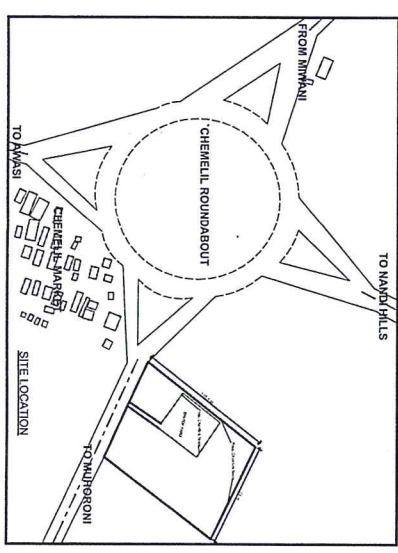 FROM MIWANI
TO NANDI HILLS
CHEMELIL ROUNDABOUT
TO AWASI
CHEMELIL MARKET
SITE LOCATION
TO MUHORONI